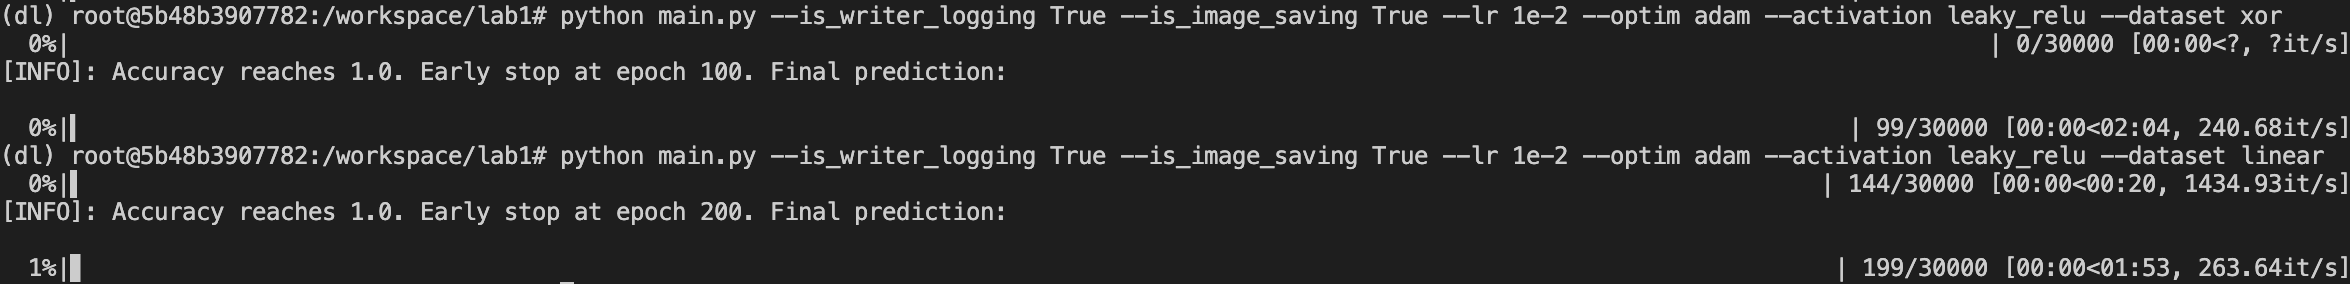 (dl) root@5b48b3907782:/workspace/lab1# python main.py --is_writer_logging True --is_image_saving True --lr 1e-2 --optim adam --activation leaky_relu --dataset xor
0%| | 0/30000 [00:00<?, ?it/s]
[INFO]: Accuracy reaches 1.0. Early stop at epoch 100. Final prediction:
0%| | 99/30000 [00:00<02:04, 240.68it/s]
(dl) root@5b48b3907782:/workspace/lab1# python main.py --is_writer_logging True --is_image_saving True --lr 1e-2 --optim adam --activation leaky_relu --dataset linear
0%| | 144/30000 [00:00<00:20, 1434.93it/s]
[INFO]: Accuracy reaches 1.0. Early stop at epoch 200. Final prediction:
1%| | 199/30000 [00:00<01:53, 263.64it/s]